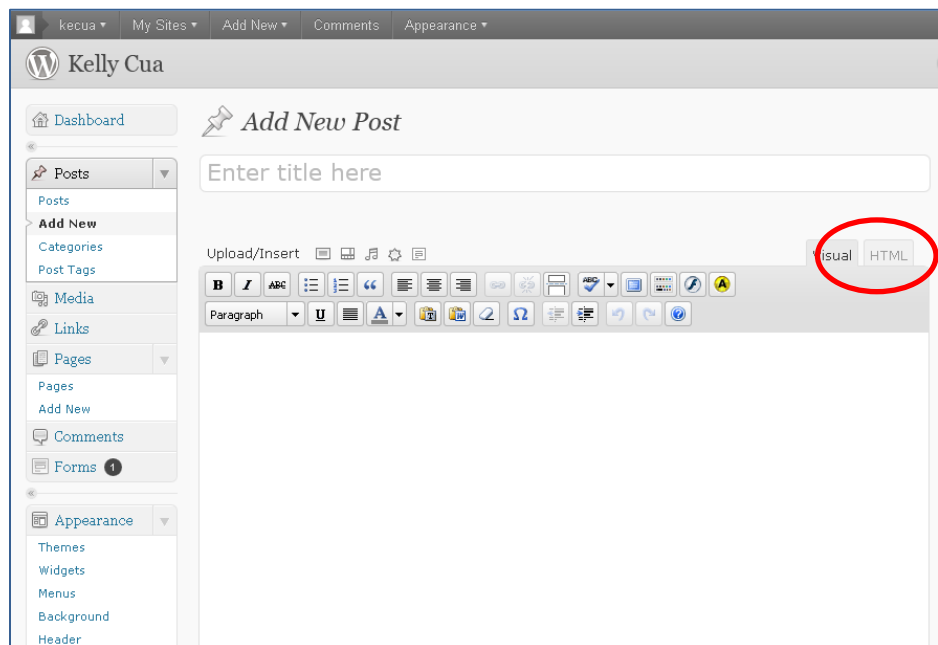 kecua My Sites Add New Comments Appearance
Kelly Cua
Dashboard
Add New Post
Posts
Enter title here
Posts
Add New
Categories
Post Tags
Upload/Insert
Visual HTML
B I ABC ABC
Paragraph U A T W Ω
Media
Links
Pages
Pages
Add New
Comments
Forms 1
Appearance
Themes
Widgets
Menus
Background
Header